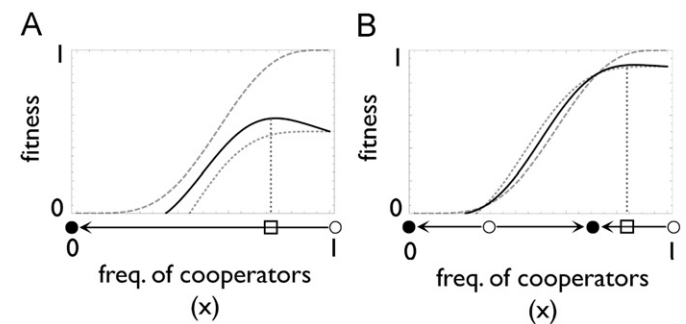 A
B
1
fitness
0
0
1
freq. of cooperators
(x)
1
fitness
0
0
1
freq. of cooperators
(x)